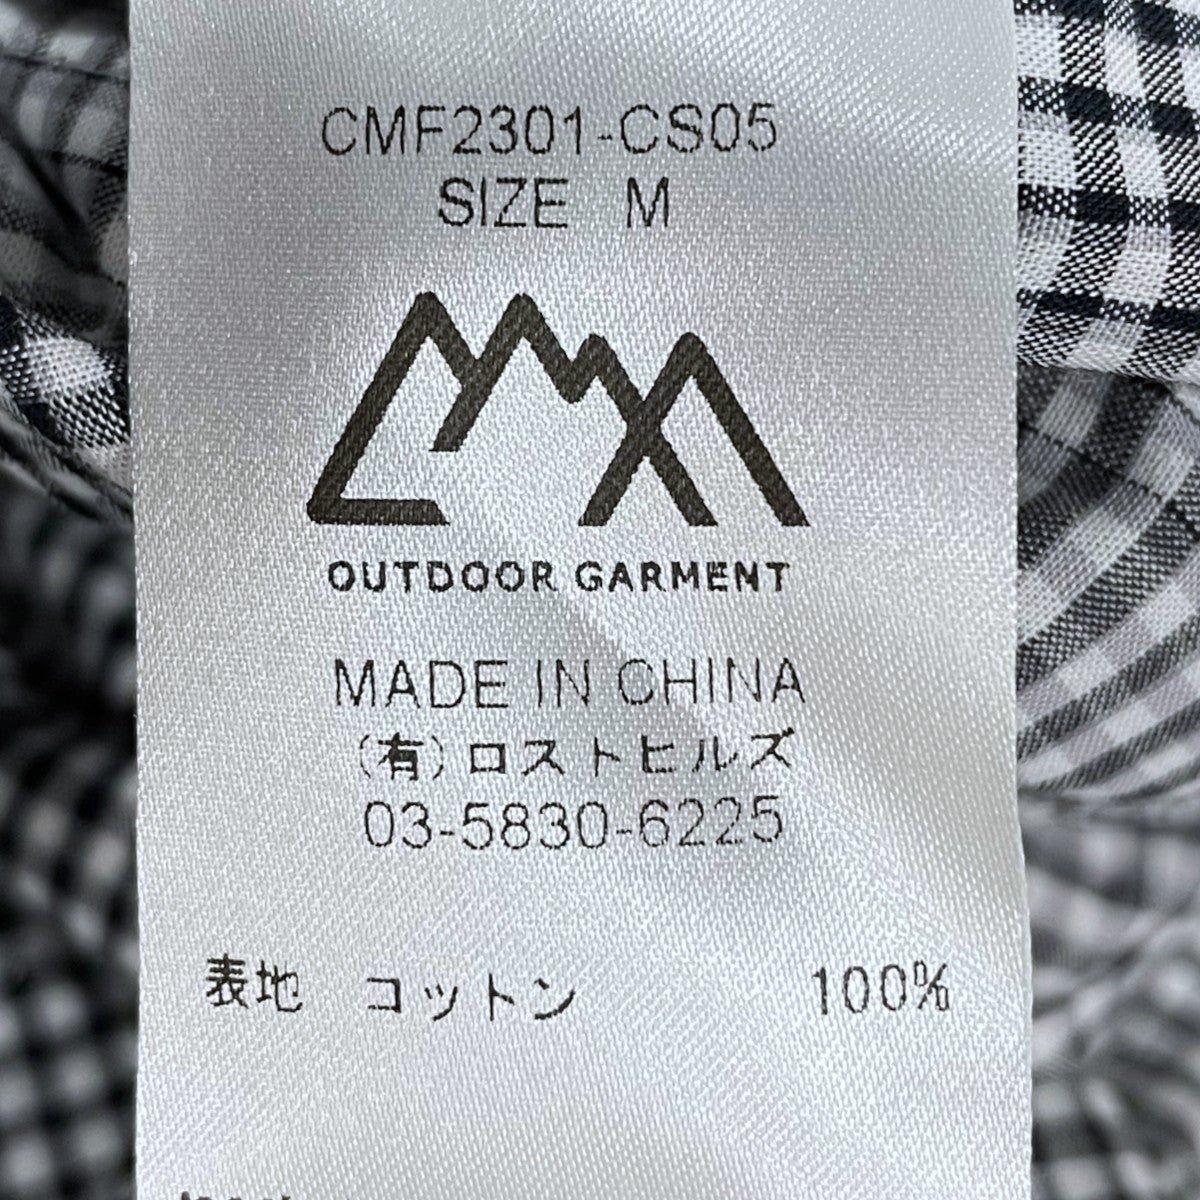 CMF2301-CS05
SIZE M
OUTDOOR GARMENT
MADE IN CHINA
(有)ロストヒルズ
03-5830-6225
表地 コットン 100%